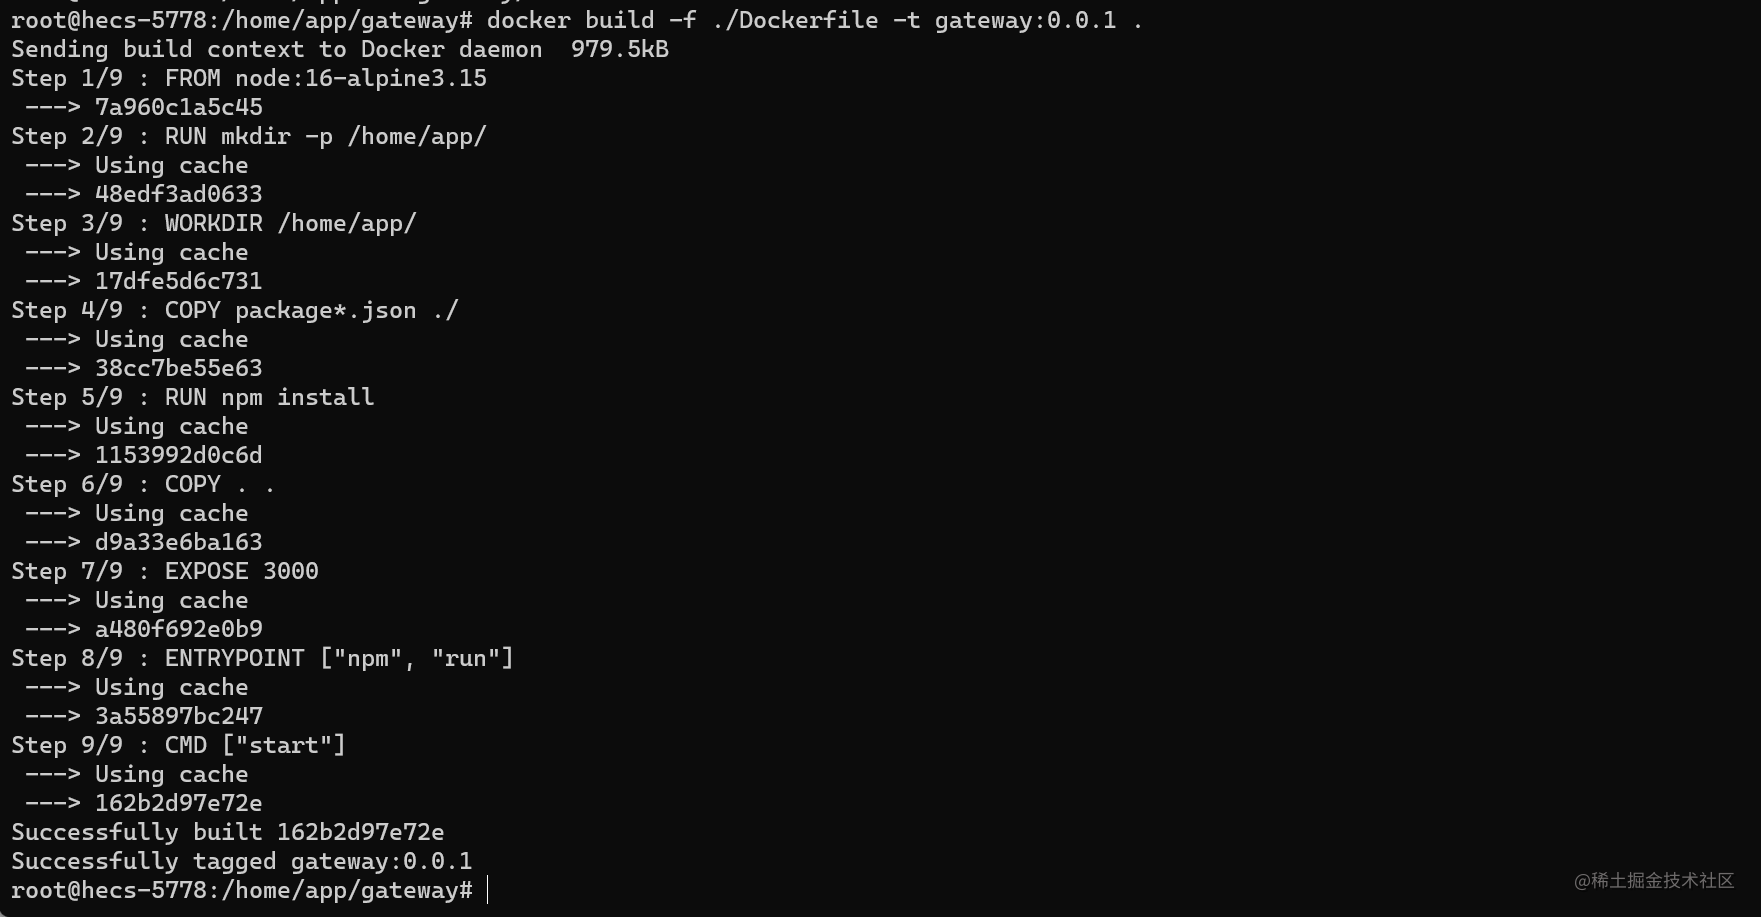 root@hecs-5778:/home/app/gateway# docker build -f ./Dockerfile -t gateway:0.0.1 .
Sending build context to Docker daemon  979.5kB
Step 1/9 : FROM node:16-alpine3.15
 ---> 7a960c1a5c45
Step 2/9 : RUN mkdir -p /home/app/
 ---> Using cache
 ---> 48edf3ad0633
Step 3/9 : WORKDIR /home/app/
 ---> Using cache
 ---> 17dfe5d6c731
Step 4/9 : COPY package*.json ./
 ---> Using cache
 ---> 38cc7be55e63
Step 5/9 : RUN npm install
 ---> Using cache
 ---> 1153992d0c6d
Step 6/9 : COPY . .
 ---> Using cache
 ---> d9a33e6ba163
Step 7/9 : EXPOSE 3000
 ---> Using cache
 ---> a480f692e0b9
Step 8/9 : ENTRYPOINT ["npm", "run"]
 ---> Using cache
 ---> 3a55897bc247
Step 9/9 : CMD ["start"]
 ---> Using cache
 ---> 162b2d97e72e
Successfully built 162b2d97e72e
Successfully tagged gateway:0.0.1
root@hecs-5778:/home/app/gateway#
@稀土掘金技术社区